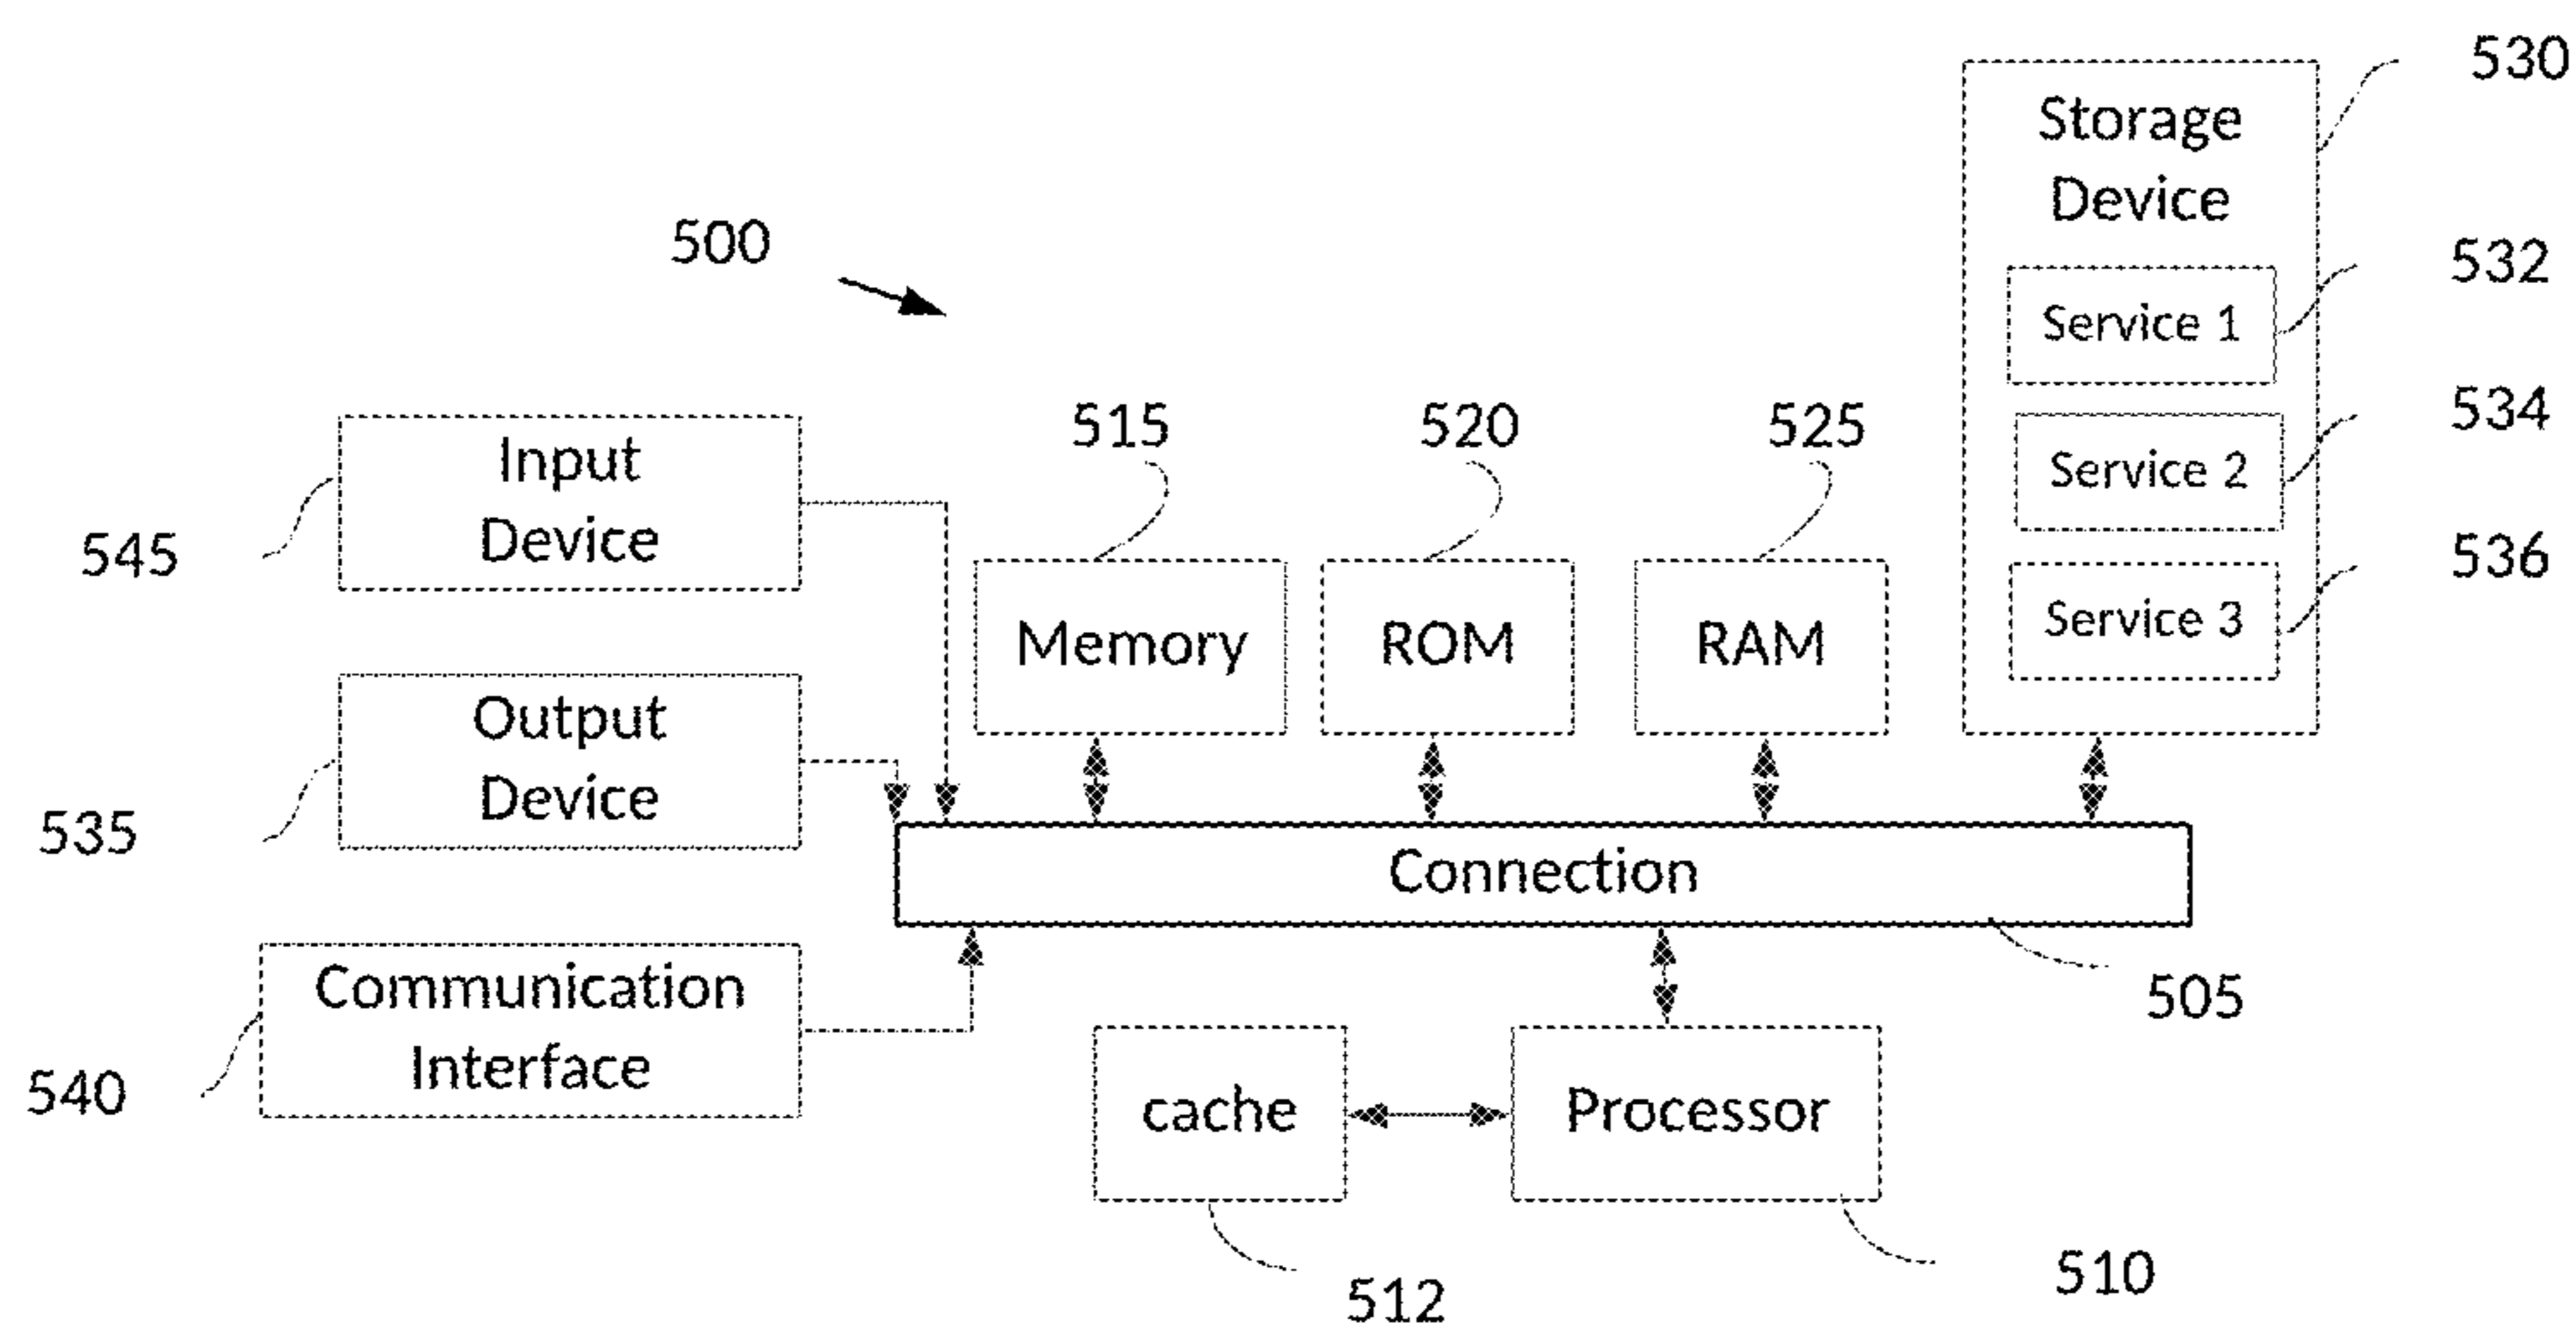 530
Storage
Device
500
532
Service 1
515
520
525
534
Service 2
Input
Device
545
536
Service 3
Memory
ROM
RAM
Output
Device
535
Connection
Communication
Interface
540
505
cache
Processor
512
510